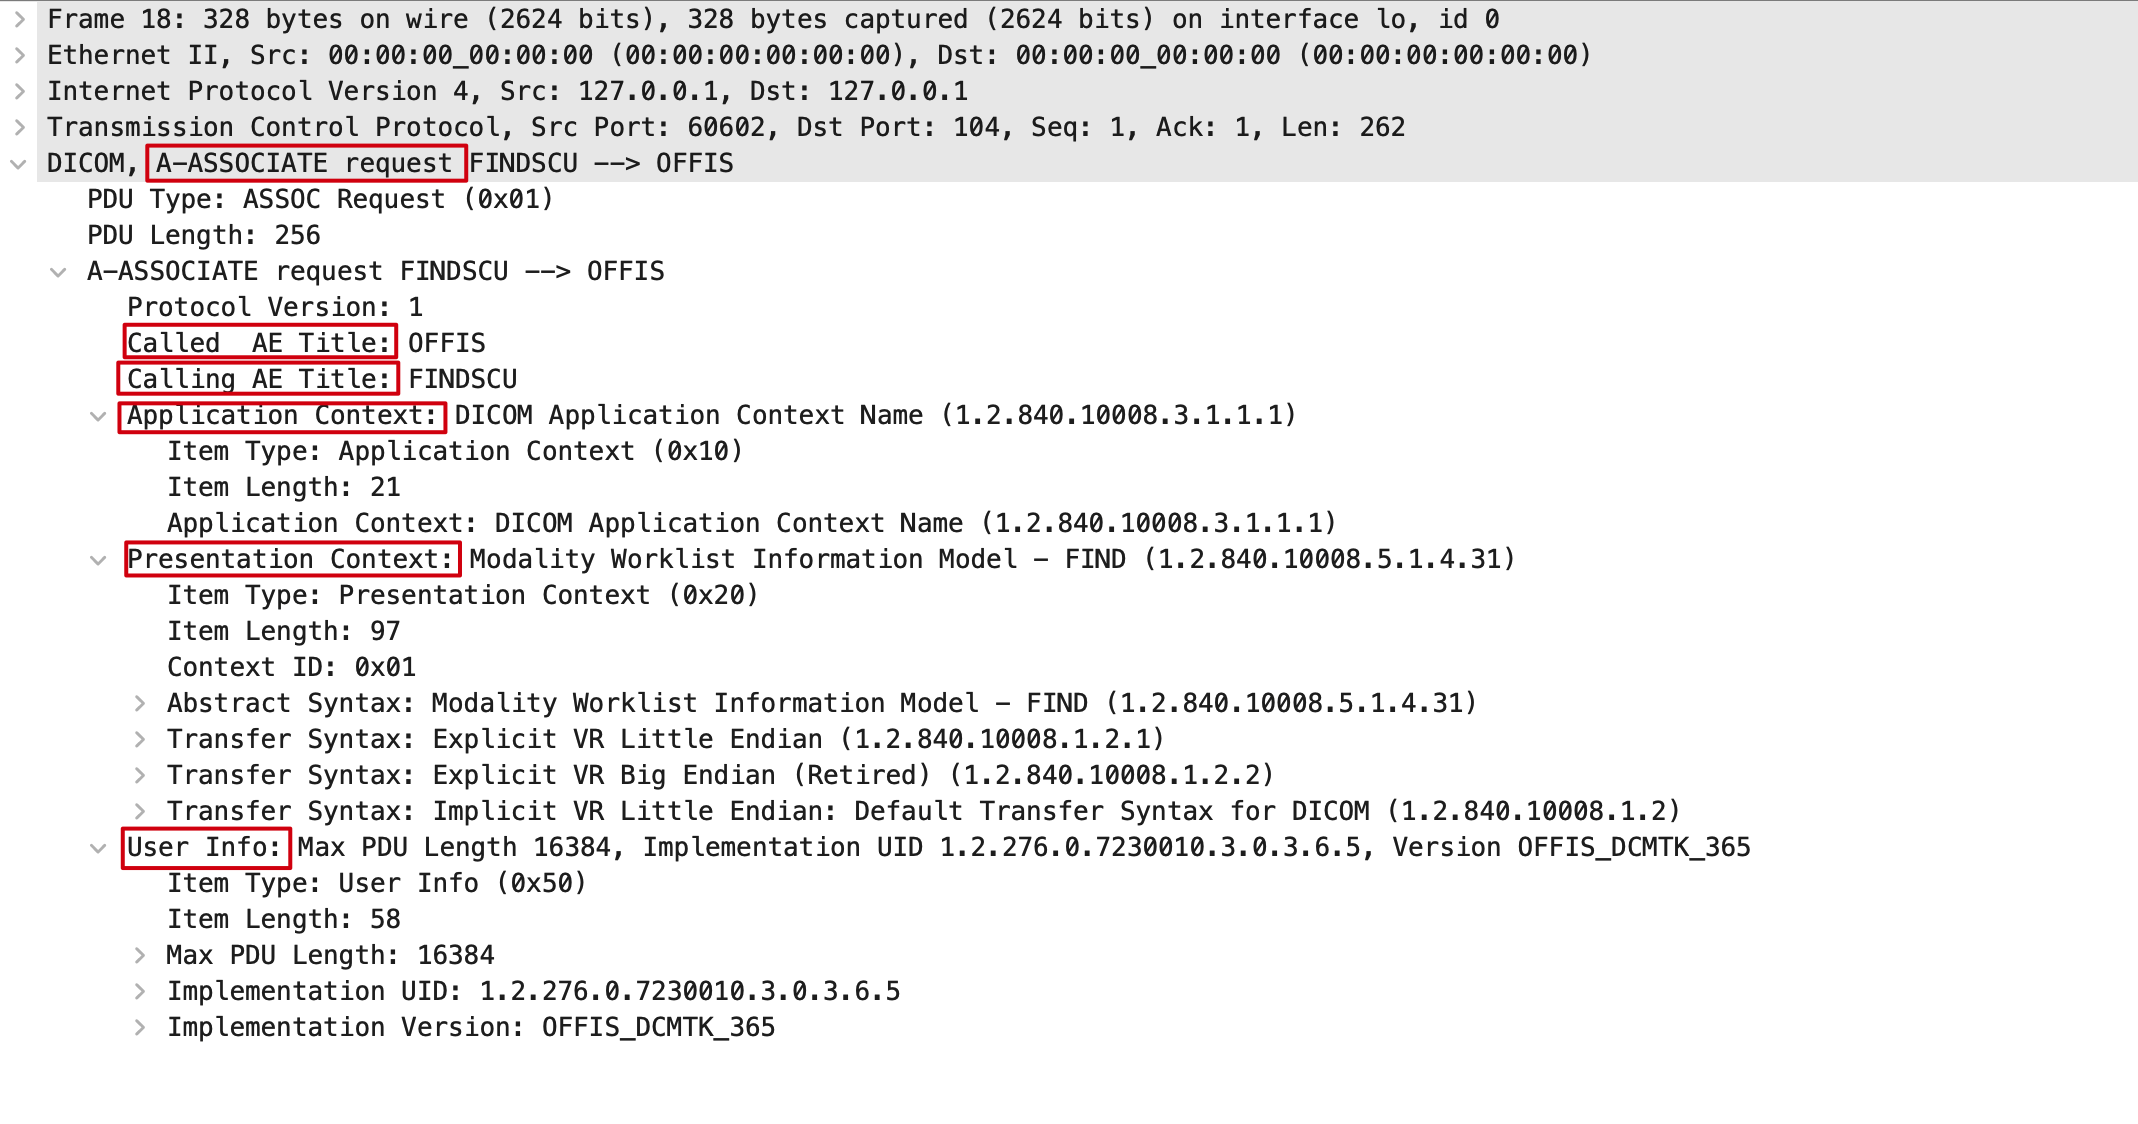 Frame 18: 328 bytes on wire (2624 bits), 328 bytes captured (2624 bits) on interface lo, id 0
Ethernet II, Src: 00:00:00_00:00:00 (00:00:00:00:00:00), Dst: 00:00:00_00:00:00 (00:00:00:00:00:00)
Internet Protocol Version 4, Src: 127.0.0.1, Dst: 127.0.0.1
Transmission Control Protocol, Src Port: 60602, Dst Port: 104, Seq: 1, Ack: 1, Len: 262
DICOM, A-ASSOCIATE request FINDSCU --> OFFIS
PDU Type: ASSOC Request (0x01)
PDU Length: 256
A-ASSOCIATE request FINDSCU --> OFFIS
Protocol Version: 1
Called  AE Title: OFFIS
Calling AE Title: FINDSCU
Application Context: DICOM Application Context Name (1.2.840.10008.3.1.1.1)
Item Type: Application Context (0x10)
Item Length: 21
Application Context: DICOM Application Context Name (1.2.840.10008.3.1.1.1)
Presentation Context: Modality Worklist Information Model – FIND (1.2.840.10008.5.1.4.31)
Item Type: Presentation Context (0x20)
Item Length: 97
Context ID: 0x01
Abstract Syntax: Modality Worklist Information Model – FIND (1.2.840.10008.5.1.4.31)
Transfer Syntax: Explicit VR Little Endian (1.2.840.10008.1.2.1)
Transfer Syntax: Explicit VR Big Endian (Retired) (1.2.840.10008.1.2.2)
Transfer Syntax: Implicit VR Little Endian: Default Transfer Syntax for DICOM (1.2.840.10008.1.2)
User Info: Max PDU Length 16384, Implementation UID 1.2.276.0.7230010.3.0.3.6.5, Version OFFIS_DCMTK_365
Item Type: User Info (0x50)
Item Length: 58
Max PDU Length: 16384
Implementation UID: 1.2.276.0.7230010.3.0.3.6.5
Implementation Version: OFFIS_DCMTK_365